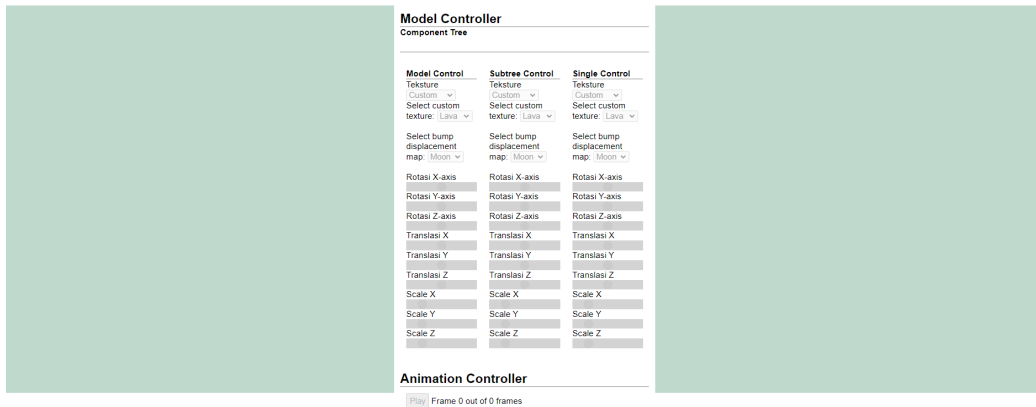 Model Controller
Component Tree
Model Control Subtree Control Single Control
Teksture Teksture Teksture
Custom Custom Custom
Select custom Select custom Select custom
texture: Lava texture: Lava texture: Lava
Select bump Select bump Select bump
displacement displacement displacement
map: Moon map: Moon map: Moon
Rotasi X-axis Rotasi X-axis Rotasi X-axis
Rotasi Y-axis Rotasi Y-axis Rotasi Y-axis
Rotasi Z-axis Rotasi Z-axis Rotasi Z-axis
Translasi X Translasi X Translasi X
Translasi Y Translasi Y Translasi Y
Translasi Z Translasi Z Translasi Z
Scale X Scale X Scale X
Scale Y Scale Y Scale Y
Scale Z Scale Z Scale Z
Animation Controller
Play Frame 0 out of 0 frames